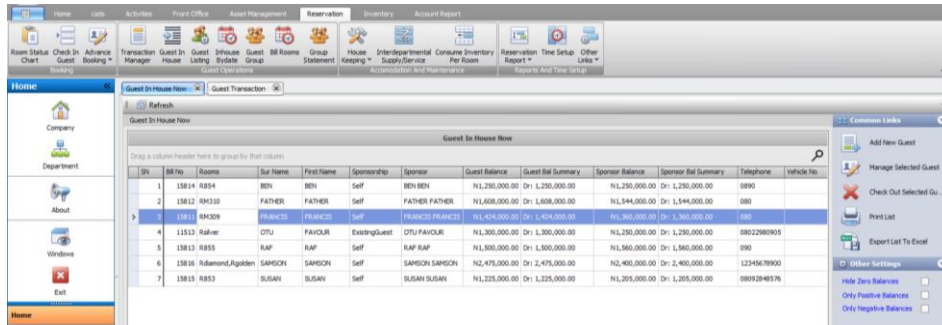 Home Lists Activities Front Office Asset Management Reservation Inventory Account Report
Room Status Chart Check In Guest Advance Booking Transaction Manager Guest In House Guest Listing Inhouse Bydate Guest Group Bill Rooms Group Statement House Keeping Interdepartmental Supply/Service Consume Inventory Per Room Reservation Report Time Setup Other Links
Booking Guest Operations Accomodation And Maintenance Reports And Time Setup
Home
Company
Department
About
Windows
Exit
Home
Guest In House Now Guest Transaction
Refresh
Guest In House Now
Guest In House Now
Drag a column header here to group by that column
SN Bill No Rooms Sur Name First Name Sponsorship Sponsor Guest Balance Guest Bal Summary Sponsor Balance Sponsor Bal Summary Telephone Vehicle No
1 15814 R854 BEN BEN Self BEN BEN N1,250,000.00 Dr: 1,250,000.00 N1,250,000.00 Dr: 1,250,000.00 0890
2 15812 RM310 FATHER FATHER Self FATHER FATHER N1,608,000.00 Dr: 1,608,000.00 N1,544,000.00 Dr: 1,544,000.00 080
3 15811 RM309 FRANCIS FRANCIS Self FRANCIS FRANCIS N1,424,000.00 Dr: 1,424,000.00 N1,360,000.00 Dr: 1,360,000.00 080
4 11513 Rsilver OTU FAVOUR ExistingGuest OTU FAVOUR N1,300,000.00 Dr: 1,300,000.00 N1,250,000.00 Dr: 1,250,000.00 08022980905
5 15813 R855 RAF RAF Self RAF RAF N1,500,000.00 Dr: 1,500,000.00 N1,560,000.00 Dr: 1,560,000.00 090
6 15816 Rdiamond,Rgolden SAMSON SAMSON Self SAMSON SAMSON N2,475,000.00 Dr: 2,475,000.00 N2,400,000.00 Dr: 2,400,000.00 12345678900
7 15815 R853 SUSAN SUSAN Self SUSAN SUSAN N1,225,000.00 Dr: 1,225,000.00 N1,205,000.00 Dr: 1,205,000.00 08092848576
Common Links
Add New Guest
Manage Selected Guest
Check Out Selected Gu...
Print List
Export List To Excel
Other Settings
Hide Zero Balances
Only Positive Balances
Only Negative Balances